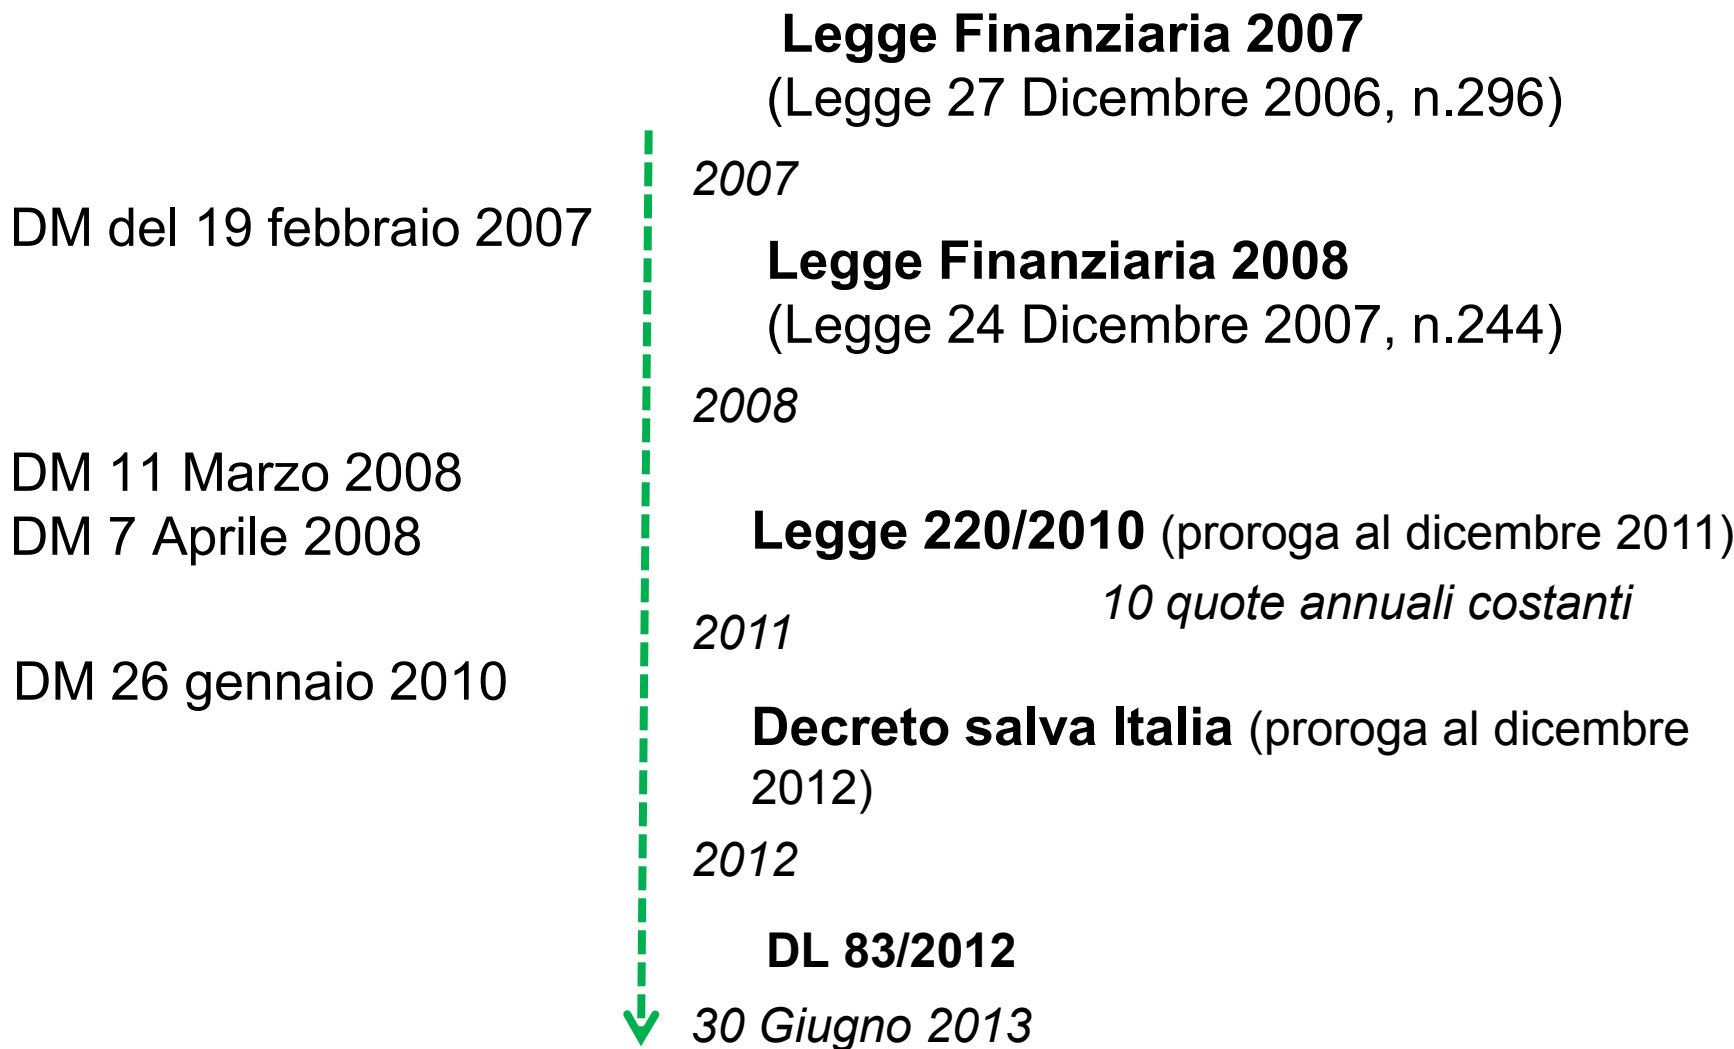 Legge Finanziaria 2007
(Legge 27 Dicembre 2006, n.296)
2007
DM del 19 febbraio 2007
Legge Finanziaria 2008
(Legge 24 Dicembre 2007, n.244)
2008
DM 11 Marzo 2008
DM 7 Aprile 2008
Legge 220/2010 (proroga al dicembre 2011)
10 quote annuali costanti
2011
DM 26 gennaio 2010
Decreto salva Italia (proroga al dicembre
2012)
2012
DL 83/2012
30 Giugno 2013